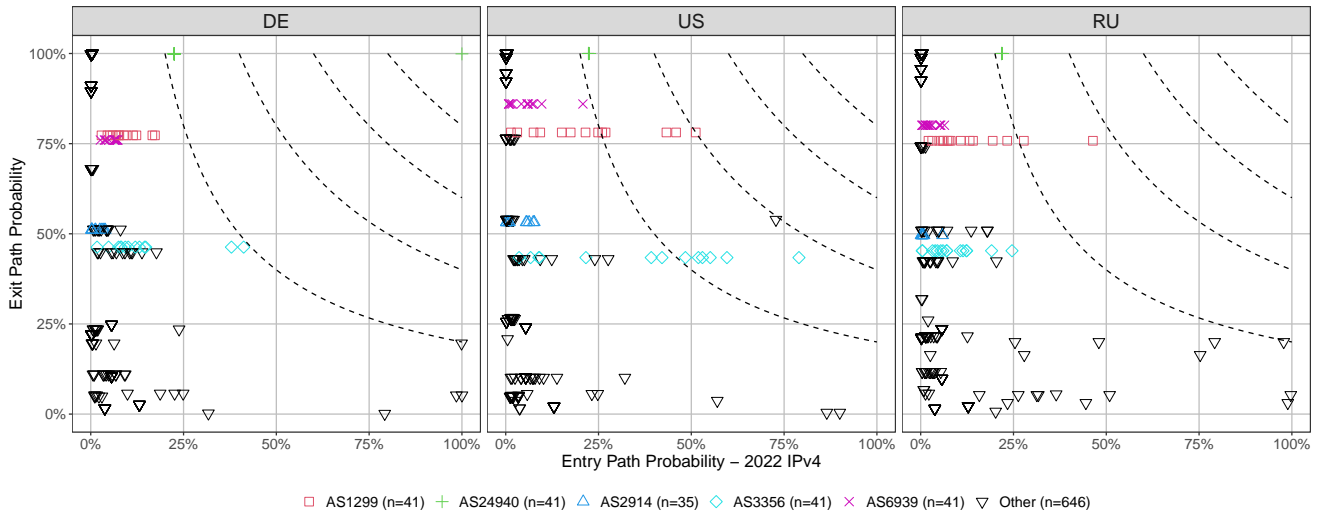 DE US RU
100%
75%
50%
25%
0%
Exit Path Probability
0% 25% 50% 75% 100% 0% 25% 50% 75% 100% 0% 25% 50% 75% 100%
Entry Path Probability – 2022 IPv4
AS1299 (n=41) AS24940 (n=41) AS2914 (n=35) AS3356 (n=41) AS6939 (n=41) Other (n=646)